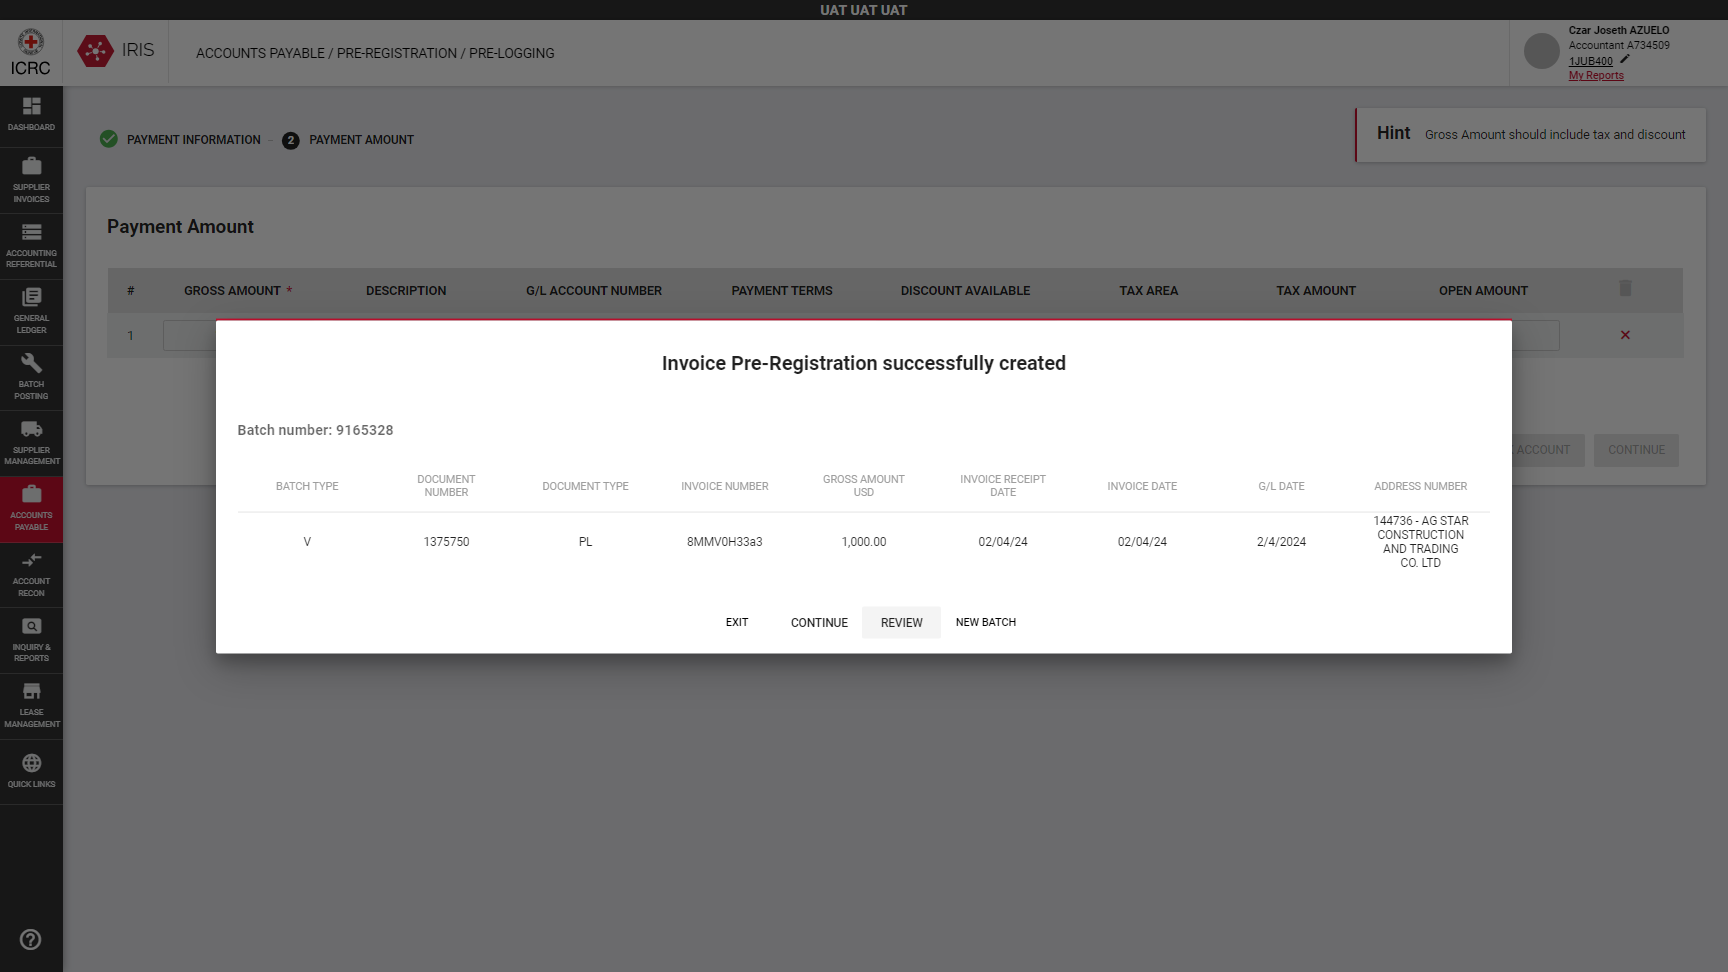 UAT UAT UAT
ICRC
IRIS
ACCOUNTS PAYABLE / PRE-REGISTRATION / PRE-LOGGING
Czar Joseth AZUELO
Accountant A734509
1JUB400
My Reports
DASHBOARD
SUPPLIER
INVOICES
ACCOUNTING
REFERENTIAL
GENERAL
LEDGER
BATCH
POSTING
SUPPLIER
MANAGEMENT
ACCOUNTS
PAYABLE
ACCOUNT
RECON
INQUIRY &
REPORTS
LEASE
MANAGEMENT
QUICK LINKS
PAYMENT INFORMATION
2 PAYMENT AMOUNT
Hint Gross Amount should include tax and discount
Payment Amount
# GROSS AMOUNT * DESCRIPTION G/L ACCOUNT NUMBER PAYMENT TERMS DISCOUNT AVAILABLE TAX AREA TAX AMOUNT OPEN AMOUNT
1
ACCOUNT CONTINUE
Invoice Pre-Registration successfully created
Batch number: 9165328
BATCH TYPE
DOCUMENT
NUMBER
DOCUMENT TYPE
INVOICE NUMBER
GROSS AMOUNT
USD
INVOICE RECEIPT
DATE
INVOICE DATE
G/L DATE
ADDRESS NUMBER
V 1375750 PL 8MMV0H33a3 1,000.00 02/04/24 02/04/24 2/4/2024
144736 - AG STAR
CONSTRUCTION
AND TRADING
CO. LTD
EXIT CONTINUE REVIEW NEW BATCH